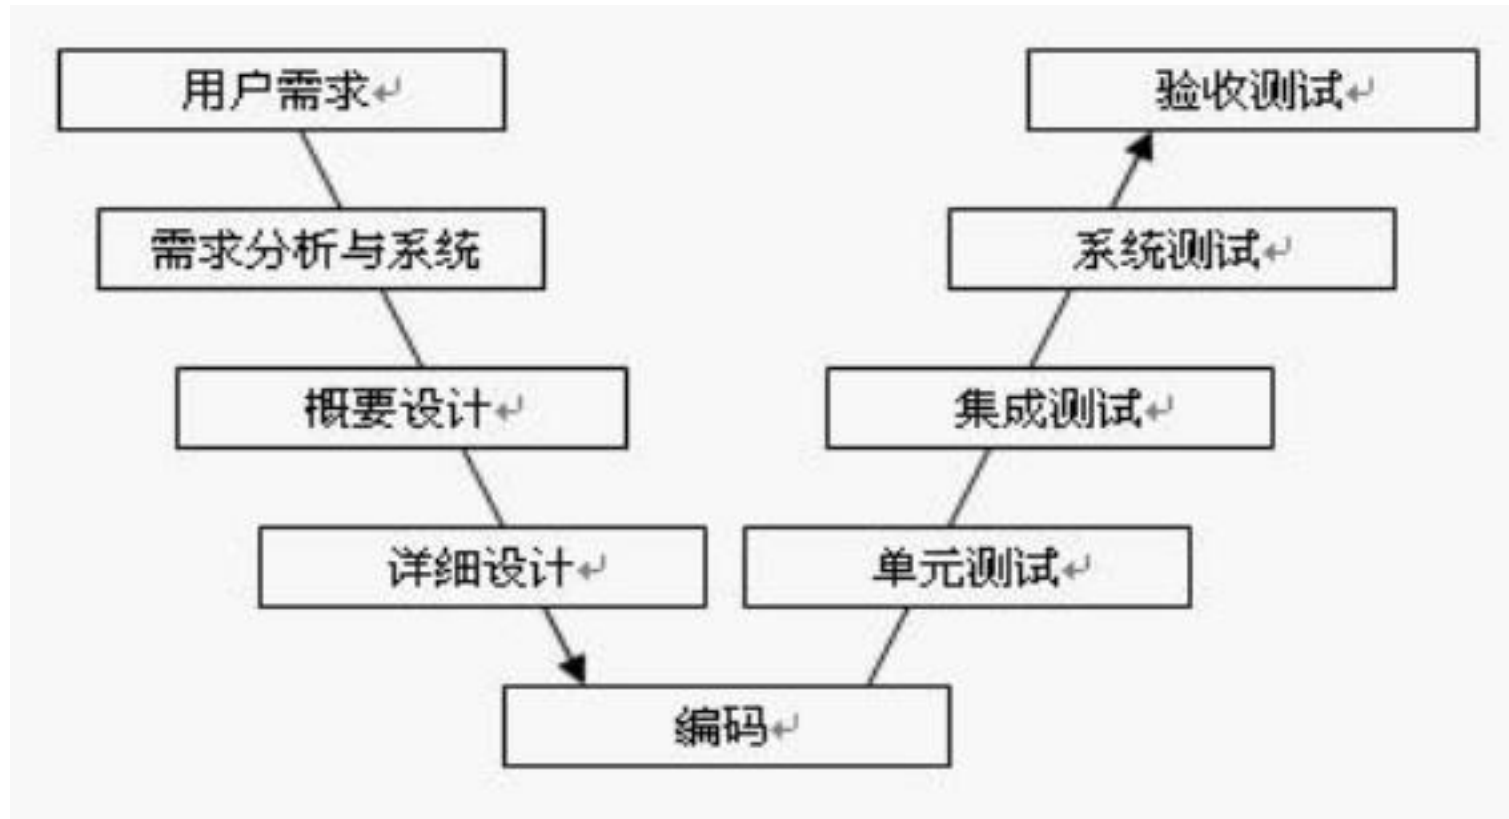 用户需求
验收测试
需求分析与系统
系统测试
概要设计
集成测试
详细设计
单元测试
编码